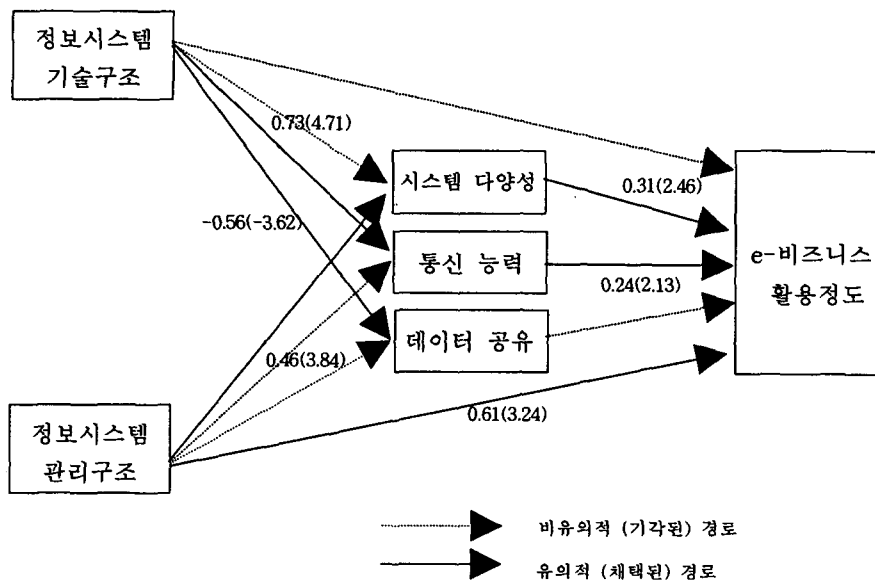 정보시스템
기술구조
0.73(4.71)
시스템 다양성
0.31(2.46)
-0.56(-3.62)
통신 능력
e-비즈니스
활용정도
0.24(2.13)
데이터 공유
0.46(3.84)
0.61(3.24)
정보시스템
관리구조
비유의적 (기각된) 경로
유의적 (채택된) 경로